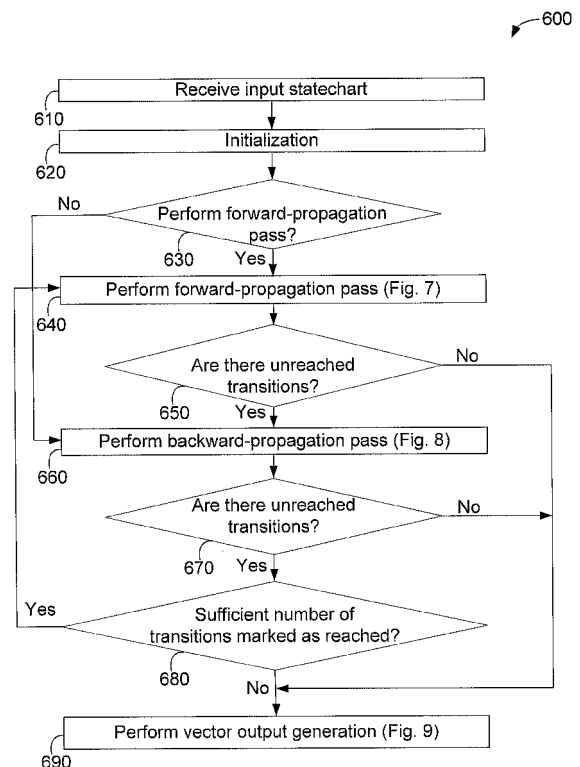 600
Receive input statechart
610
Initialization
620
No
Perform forward-propagation
pass?
630
Yes
Perform forward-propagation pass (Fig. 7)
640
Are there unreached
transitions?
No
650
Yes
Perform backward-propagation pass (Fig. 8)
660
Are there unreached
transitions?
No
670
Yes
Yes
Sufficient number of
transitions marked as reached?
680
No
Perform vector output generation (Fig. 9)
690